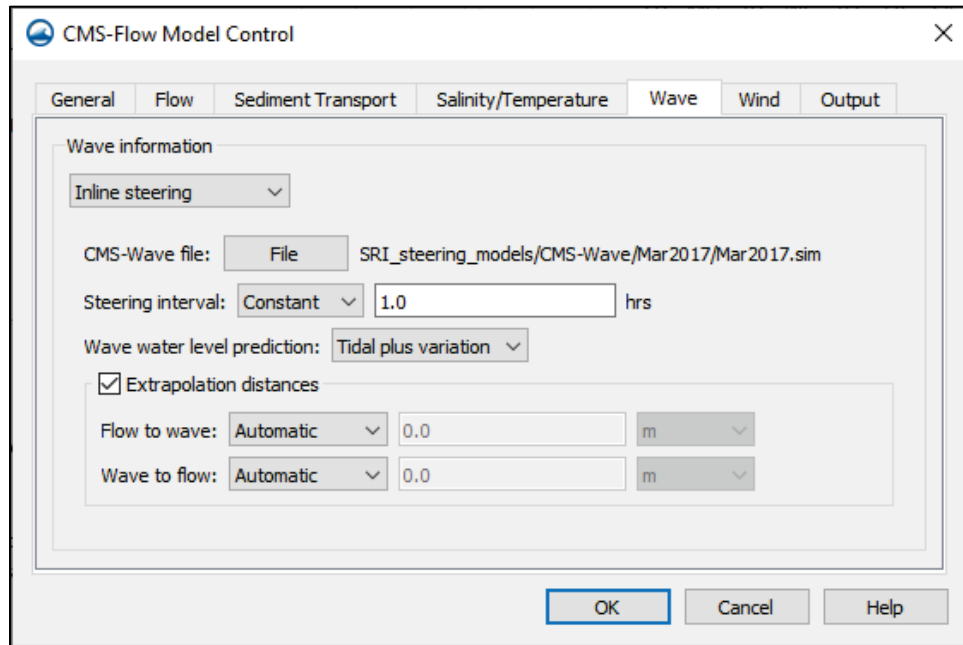 CMS-Flow Model Control
General Flow Sediment Transport Salinity/Temperature Wave Wind Output
Wave information
Inline steering
CMS-Wave file: File SRI_steering_models/CMS-Wave/Mar2017/Mar2017.sim
Steering interval: Constant 1.0 hrs
Wave water level prediction: Tidal plus variation
Extrapolation distances
Flow to wave: Automatic 0.0 m
Wave to flow: Automatic 0.0 m
OK Cancel Help